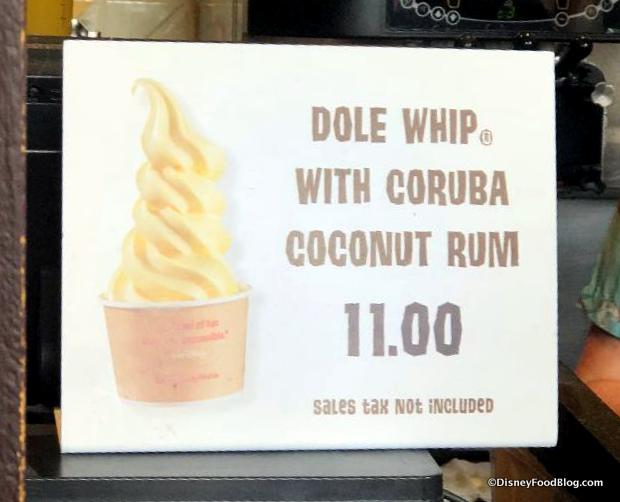 DOLE WHIP®
WITH CORUBA
COCONUT RUM
11.00
sales tax Not included
©DisneyFoodBlog.com